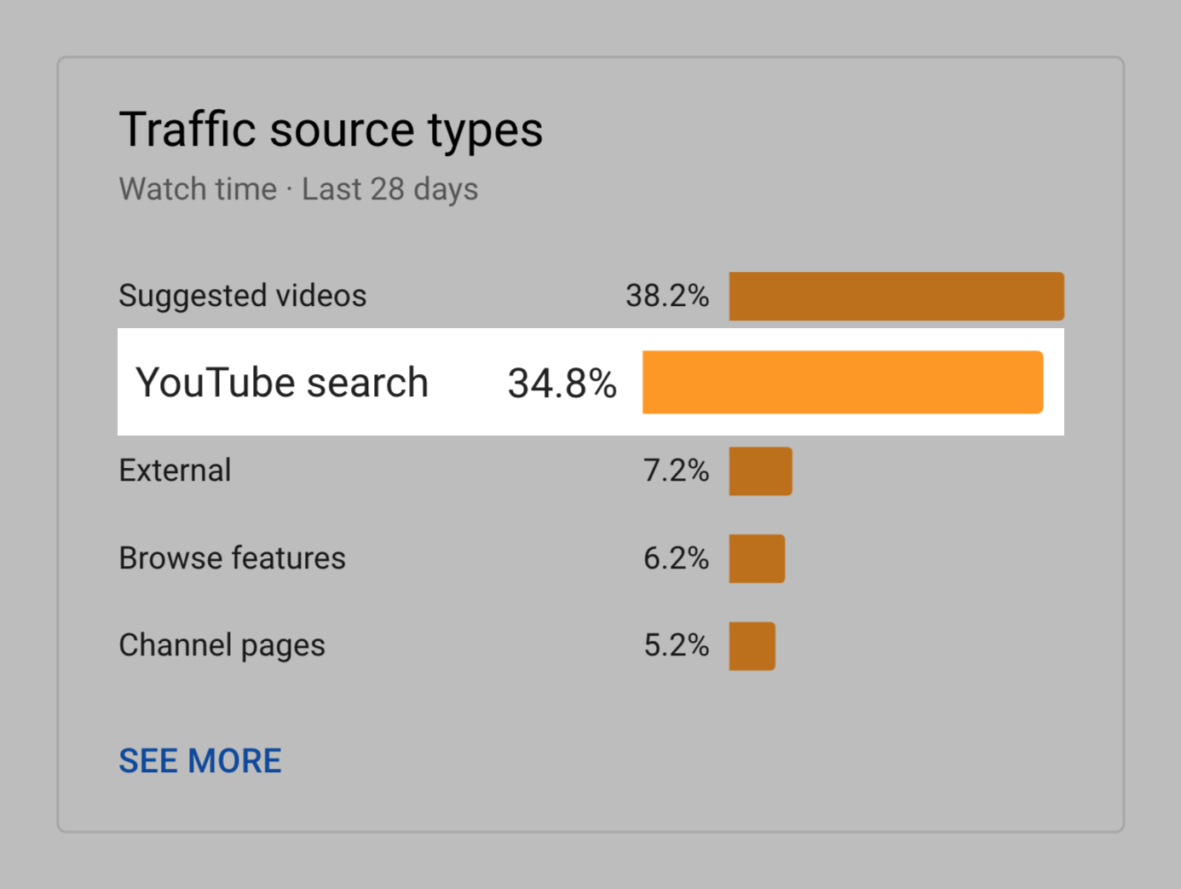 Traffic source types
Watch time · Last 28 days
Suggested videos 38.2%
YouTube search 34.8%
External 7.2%
Browse features 6.2%
Channel pages 5.2%
SEE MORE